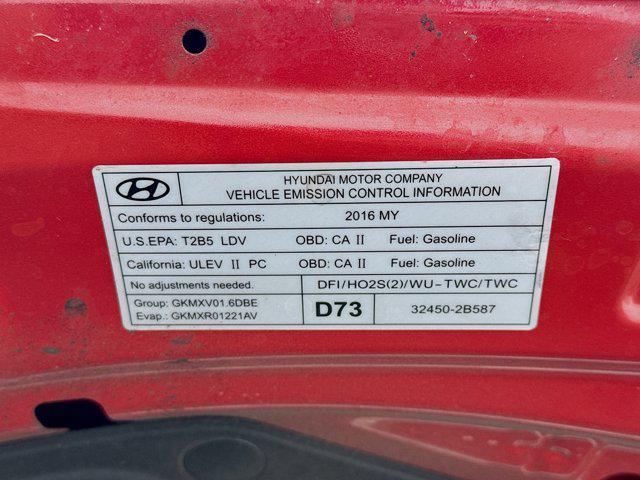 HYUNDAI MOTOR COMPANY
VEHICLE EMISSION CONTROL INFORMATION
Conforms to regulations: 2016 MY
U.S.EPA: T2B5 LDV OBD: CA II Fuel: Gasoline
California: ULEV II PC OBD: CA II Fuel: Gasoline
No adjustments needed. DFI/HO2S(2)/WU-TWC/TWC
Group: GKMXV01.6DBE
Evap.: GKMXR01221AV
D73 32450-2B587